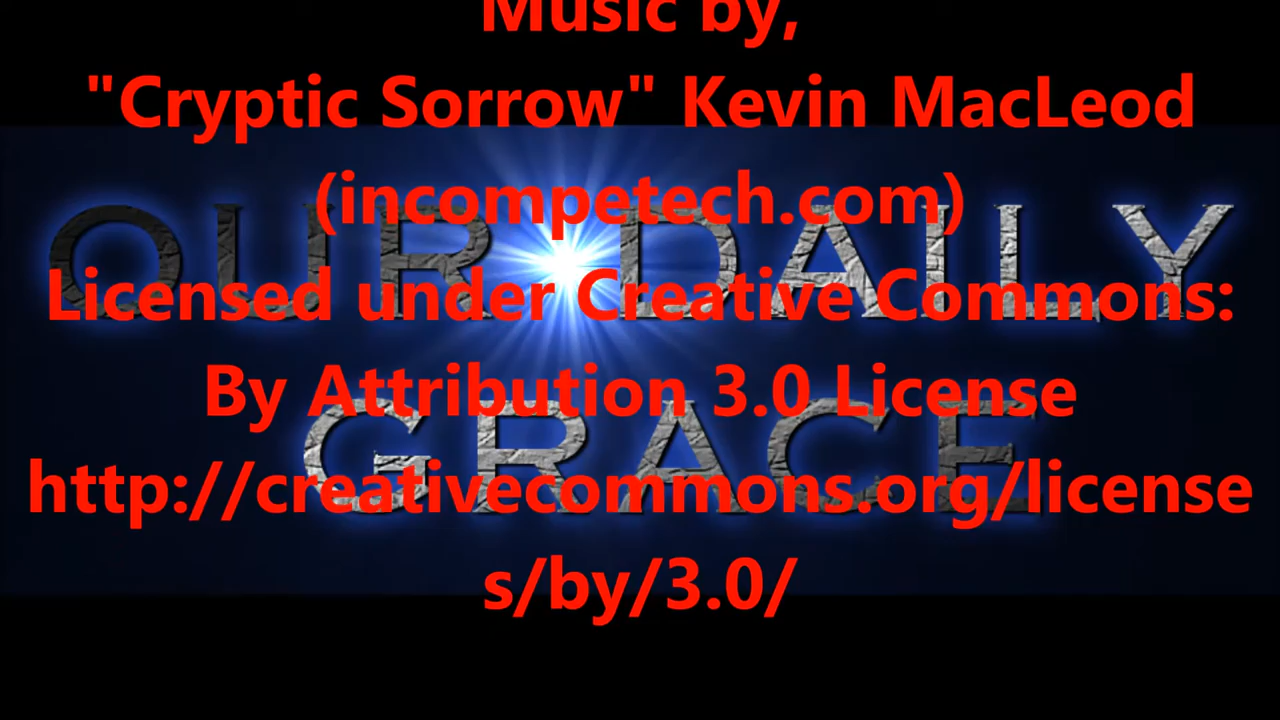 Music by,
"Cryptic Sorrow" Kevin MacLeod
(incompetech.com)
Licensed under Creative Commons:
By Attribution 3.0 License
http://creativecommons.org/license
s/by/3.0/
OUR DAILY
GRACE